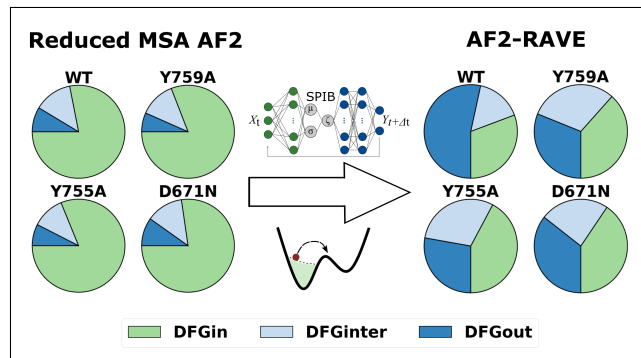 Reduced MSA AF2
AF2-RAVE
WT
Y759A
SPIB
Xt
μ
σ
ζ
Yt+Δt
WT
Y759A
Y755A
D671N
Y755A
D671N
DFGin
DFGinter
DFGout